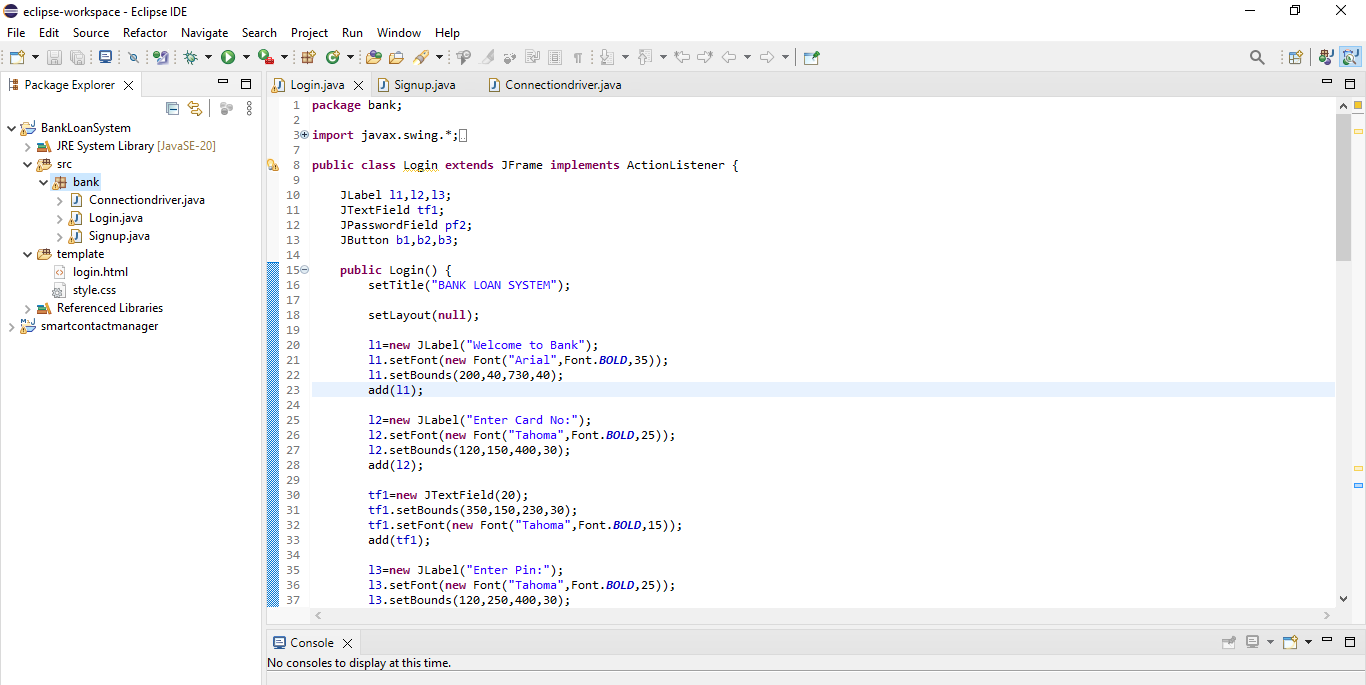 eclipse-workspace - Eclipse IDE
File Edit Source Refactor Navigate Search Project Run Window Help
Package Explorer
BankLoanSystem
JRE System Library [JavaSE-20]
src
bank
Connectiondriver.java
Login.java
Signup.java
template
login.html
style.css
Referenced Libraries
smartcontactmanager
Login.java Signup.java Connectiondriver.java
1 package bank;
2
3 import javax.swing.*;
7
8 public class Login extends JFrame implements ActionListener {
9
10 JLabel l1,l2,l3;
11 JTextField tf1;
12 JPasswordField pf2;
13 JButton b1,b2,b3;
14
15 public Login() {
16 setTitle("BANK LOAN SYSTEM");
17
18 setLayout(null);
19
20 l1=new JLabel("Welcome to Bank");
21 l1.setFont(new Font("Arial",Font.BOLD,35));
22 l1.setBounds(200,40,730,40);
23 add(l1);
24
25 l2=new JLabel("Enter Card No:");
26 l2.setFont(new Font("Tahoma",Font.BOLD,25));
27 l2.setBounds(120,150,400,30);
28 add(l2);
29
30 tf1=new JTextField(20);
31 tf1.setBounds(350,150,230,30);
32 tf1.setFont(new Font("Tahoma",Font.BOLD,15));
33 add(tf1);
34
35 l3=new JLabel("Enter Pin:");
36 l3.setFont(new Font("Tahoma",Font.BOLD,25));
37 l3.setBounds(120,250,400,30);
Console
No consoles to display at this time.